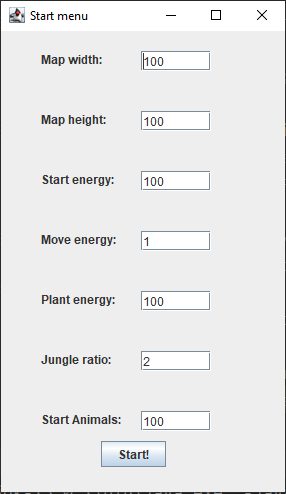 Start menu
Map width: 100
Map height: 100
Start energy: 100
Move energy: 1
Plant energy: 100
Jungle ratio: 2
Start Animals: 100
Start!